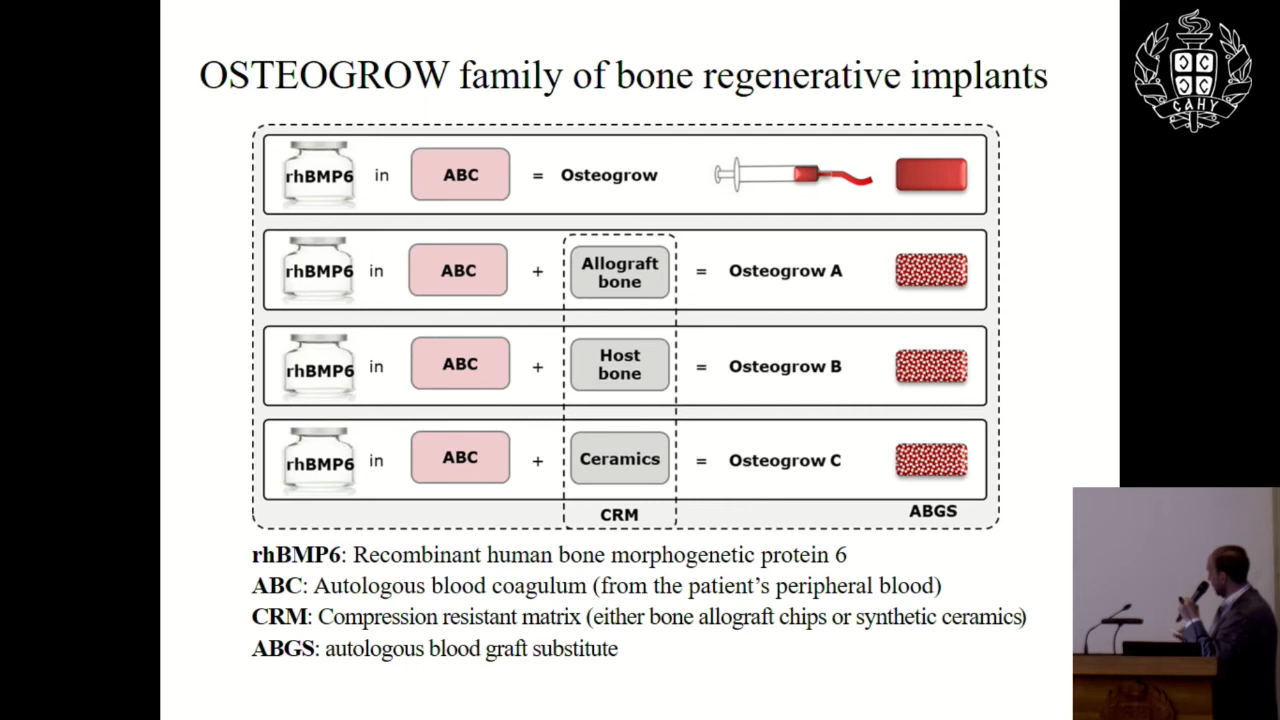 OSTEOGROW family of bone regenerative implants
rhBMP6 in ABC = Osteogrow
rhBMP6 in ABC + Allograft bone = Osteogrow A
rhBMP6 in ABC + Host bone = Osteogrow B
rhBMP6 in ABC + Ceramics = Osteogrow C
CRM
ABGS
rhBMP6: Recombinant human bone morphogenetic protein 6
ABC: Autologous blood coagulum (from the patient’s peripheral blood)
CRM: Compression resistant matrix (either bone allograft chips or synthetic ceramics)
ABGS: autologous blood graft substitute
САНУ